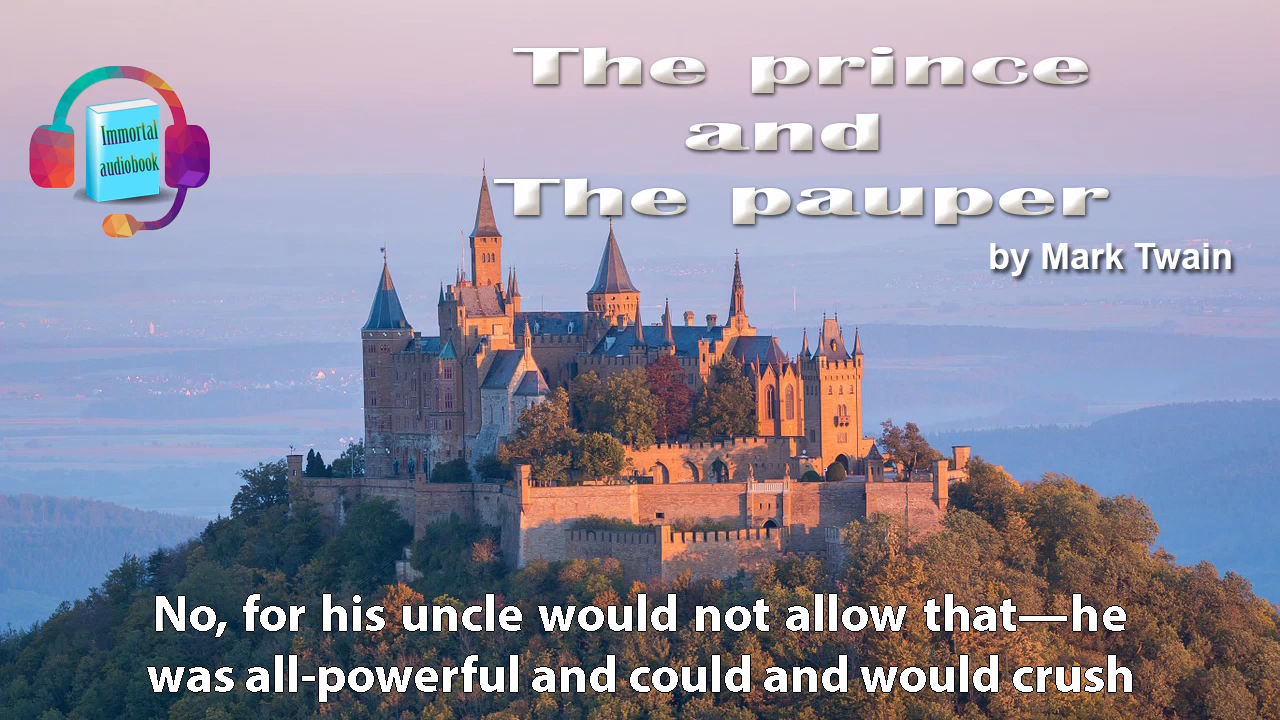 Immortal
audiobook
The prince
and
The pauper
by Mark Twain
No, for his uncle would not allow that—he
was all-powerful and could and would crush